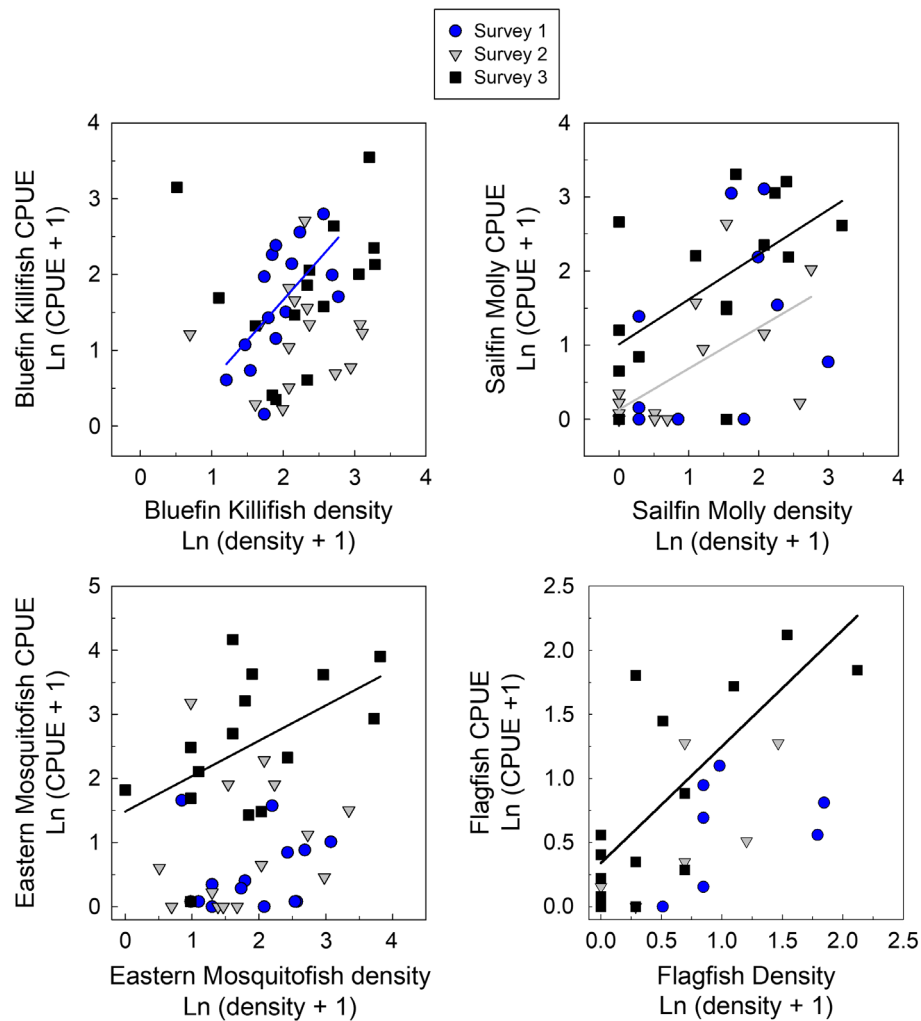 Survey 1
Survey 2
Survey 3
Bluefin Killifish CPUE
Ln (CPUE + 1)
4
3
2
1
0
0 1 2 3 4
Bluefin Killifish density
Ln (density + 1)
Sailfin Molly CPUE
Ln (CPUE + 1)
4
3
2
1
0
0 1 2 3 4
Sailfin Molly density
Ln (density + 1)
Eastern Mosquitofish CPUE
Ln (CPUE + 1)
5
4
3
2
1
0
0 1 2 3 4
Eastern Mosquitofish density
Ln (density + 1)
Flagfish CPUE
Ln (CPUE +1)
2.5
2.0
1.5
1.0
0.5
0.0
0.0 0.5 1.0 1.5 2.0 2.5
Flagfish Density
Ln (density + 1)